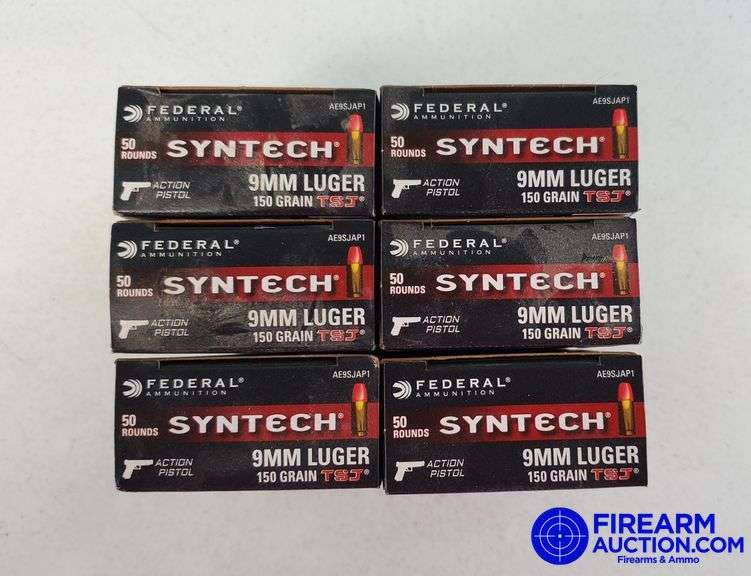 FEDERAL®
AMMUNITION
AE9SJAP1
50
ROUNDS
SYNTECH®
ACTION
PISTOL
9MM LUGER
150 GRAIN TSJ®
FEDERAL®
AMMUNITION
AE9SJAP1
50
ROUNDS
SYNTECH®
ACTION
PISTOL
9MM LUGER
150 GRAIN TSJ®
FEDERAL®
AMMUNITION
AE9SJAP1
50
ROUNDS
SYNTECH®
ACTION
PISTOL
9MM LUGER
150 GRAIN TSJ®
FEDERAL®
AMMUNITION
AE9SJAP1
50
ROUNDS
SYNTECH®
ACTION
PISTOL
9MM LUGER
150 GRAIN TSJ®
FEDERAL®
AMMUNITION
AE9SJAP1
50
ROUNDS
SYNTECH®
ACTION
PISTOL
9MM LUGER
150 GRAIN TSJ®
FEDERAL®
AMMUNITION
AE9SJAP1
50
ROUNDS
SYNTECH®
ACTION
PISTOL
9MM LUGER
150 GRAIN TSJ®
FIREARM
AUCTION.COM
Firearms & Ammo